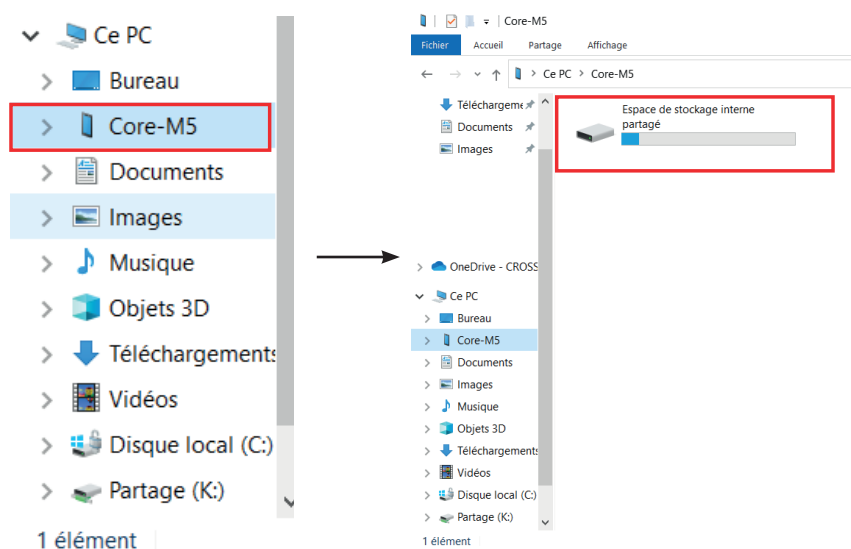 Ce PC
Bureau
Core-M5
Documents
Images
Musique
Objets 3D
Téléchargements
Vidéos
Disque local (C:)
Partage (K:)
1 élément
Core-M5
Fichier Accueil Partage Affichage
Ce PC > Core-M5
Téléchargeme
Documents
Images
OneDrive - CROSS
Ce PC
Bureau
Core-M5
Documents
Images
Musique
Objets 3D
Téléchargements
Vidéos
Disque local (C:)
Partage (K:)
1 élément
Espace de stockage interne
partagé